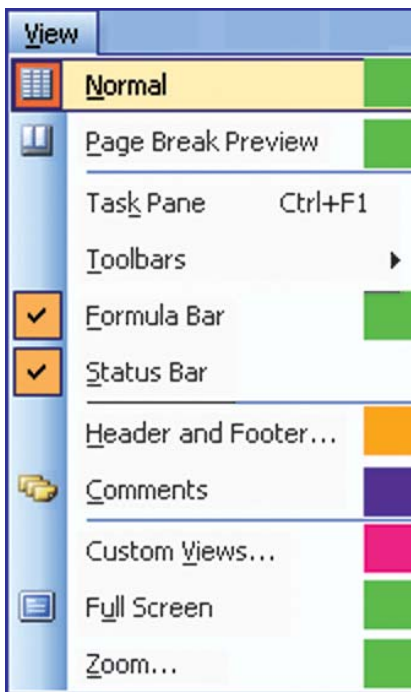 View
Normal
Page Break Preview
Task Pane Ctrl+F1
Toolbars
Formula Bar
Status Bar
Header and Footer...
Comments
Custom Views...
Full Screen
Zoom...